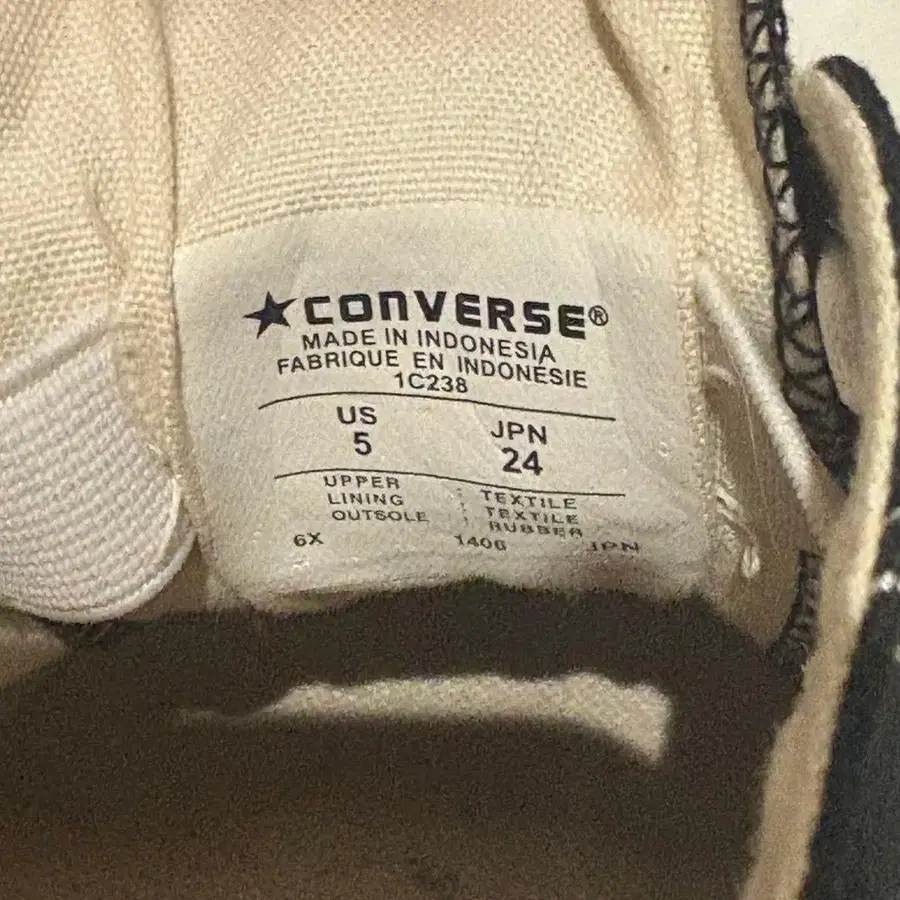 ★CONVERSE®
MADE IN INDONESIA
FABRIQUE EN INDONÉSIE
1C238
US JPN
5 24
UPPER : TEXTILE
LINING : TEXTILE
OUTSOLE : RUBBER
6X 1406 JPN